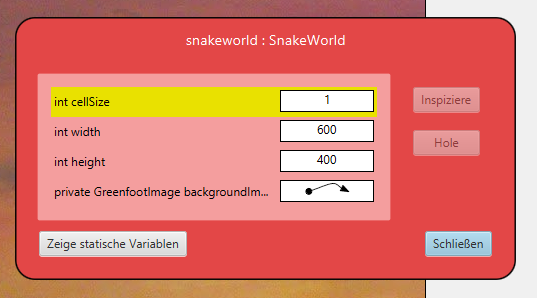 snakeworld : SnakeWorld
int cellSize 1
Inspiziere
int width 600
Hole
int height 400
private GreenfootImage backgroundIm...
Zeige statische Variablen
Schließen